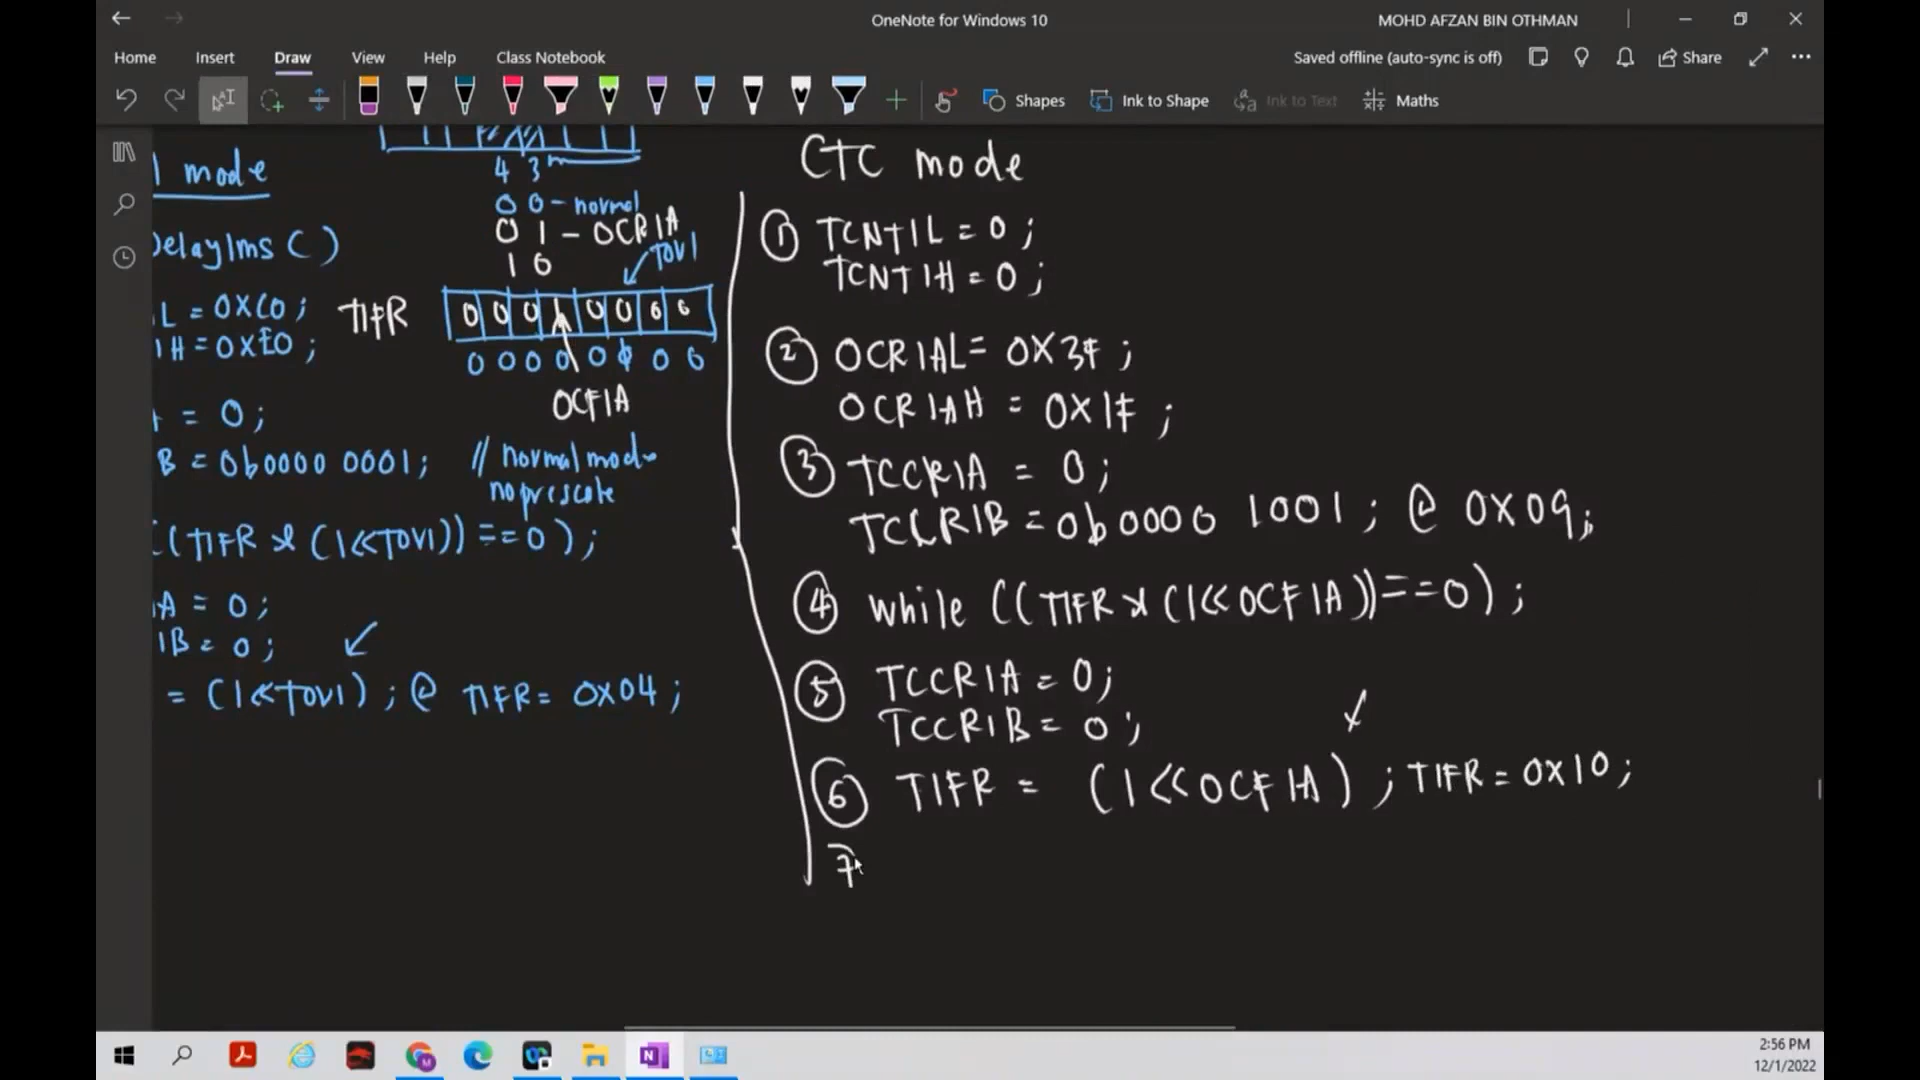 OneNote for Windows 10
MOHD AFZAN BIN OTHMAN
Home Insert Draw View Help Class Notebook
Saved offline (auto-sync is off) Share
Shapes Ink to Shape Ink to Text Maths
l mode
4 3
0 0 - normal
0 1 - OCR1A
1 0
TOV1
Delay1ms ( )
1L = 0XC0 ;
1H = 0XE0 ;
TIFR
0 0 0 1 0 0 0 0
0 0 0 0 0 0 0
OCF1A
= 0 ;
B = 0b0000 0001 ; // normal mode
no prescale
((TIFR & (1<<TOV1)) == 0 ) ;
1A = 0 ;
1B = 0 ;
= (1<<TOV1) ; @ TIFR = 0X04 ;
CTC mode
① TCNT1L = 0 ;
TCNT1H = 0 ;
② OCR1AL = 0X3F ;
OCR1AH = 0X1F ;
③ TCCR1A = 0 ;
TCCR1B = 0b0000 1001 ; @ 0X09 ;
④ while ((TIFR & (1<<OCF1A)) == 0 ) ;
⑤ TCCR1A = 0 ;
TCCR1B = 0 ;
⑥ TIFR = (1<<OCF1A) ; TIFR = 0X10 ;
7
2:56 PM
12/1/2022